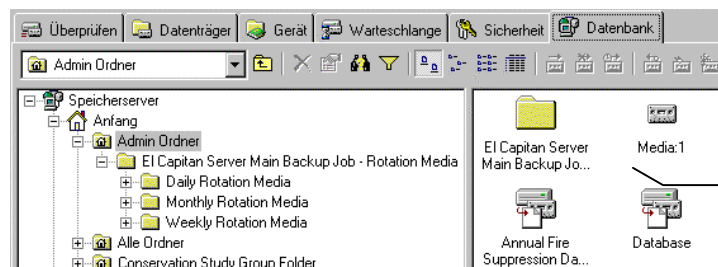 Überprüfen Datenträger Gerät Warteschlange Sicherheit Datenbank
Admin Ordner
Speicherserver
Anfang
Admin Ordner
El Capitan Server Main Backup Job - Rotation Media
Daily Rotation Media
Monthly Rotation Media
Weekly Rotation Media
Alle Ordner
Conservation Study Group Folder
El Capitan Server
Main Backup Jo...
Media:1
Annual Fire
Suppression Da...
Database